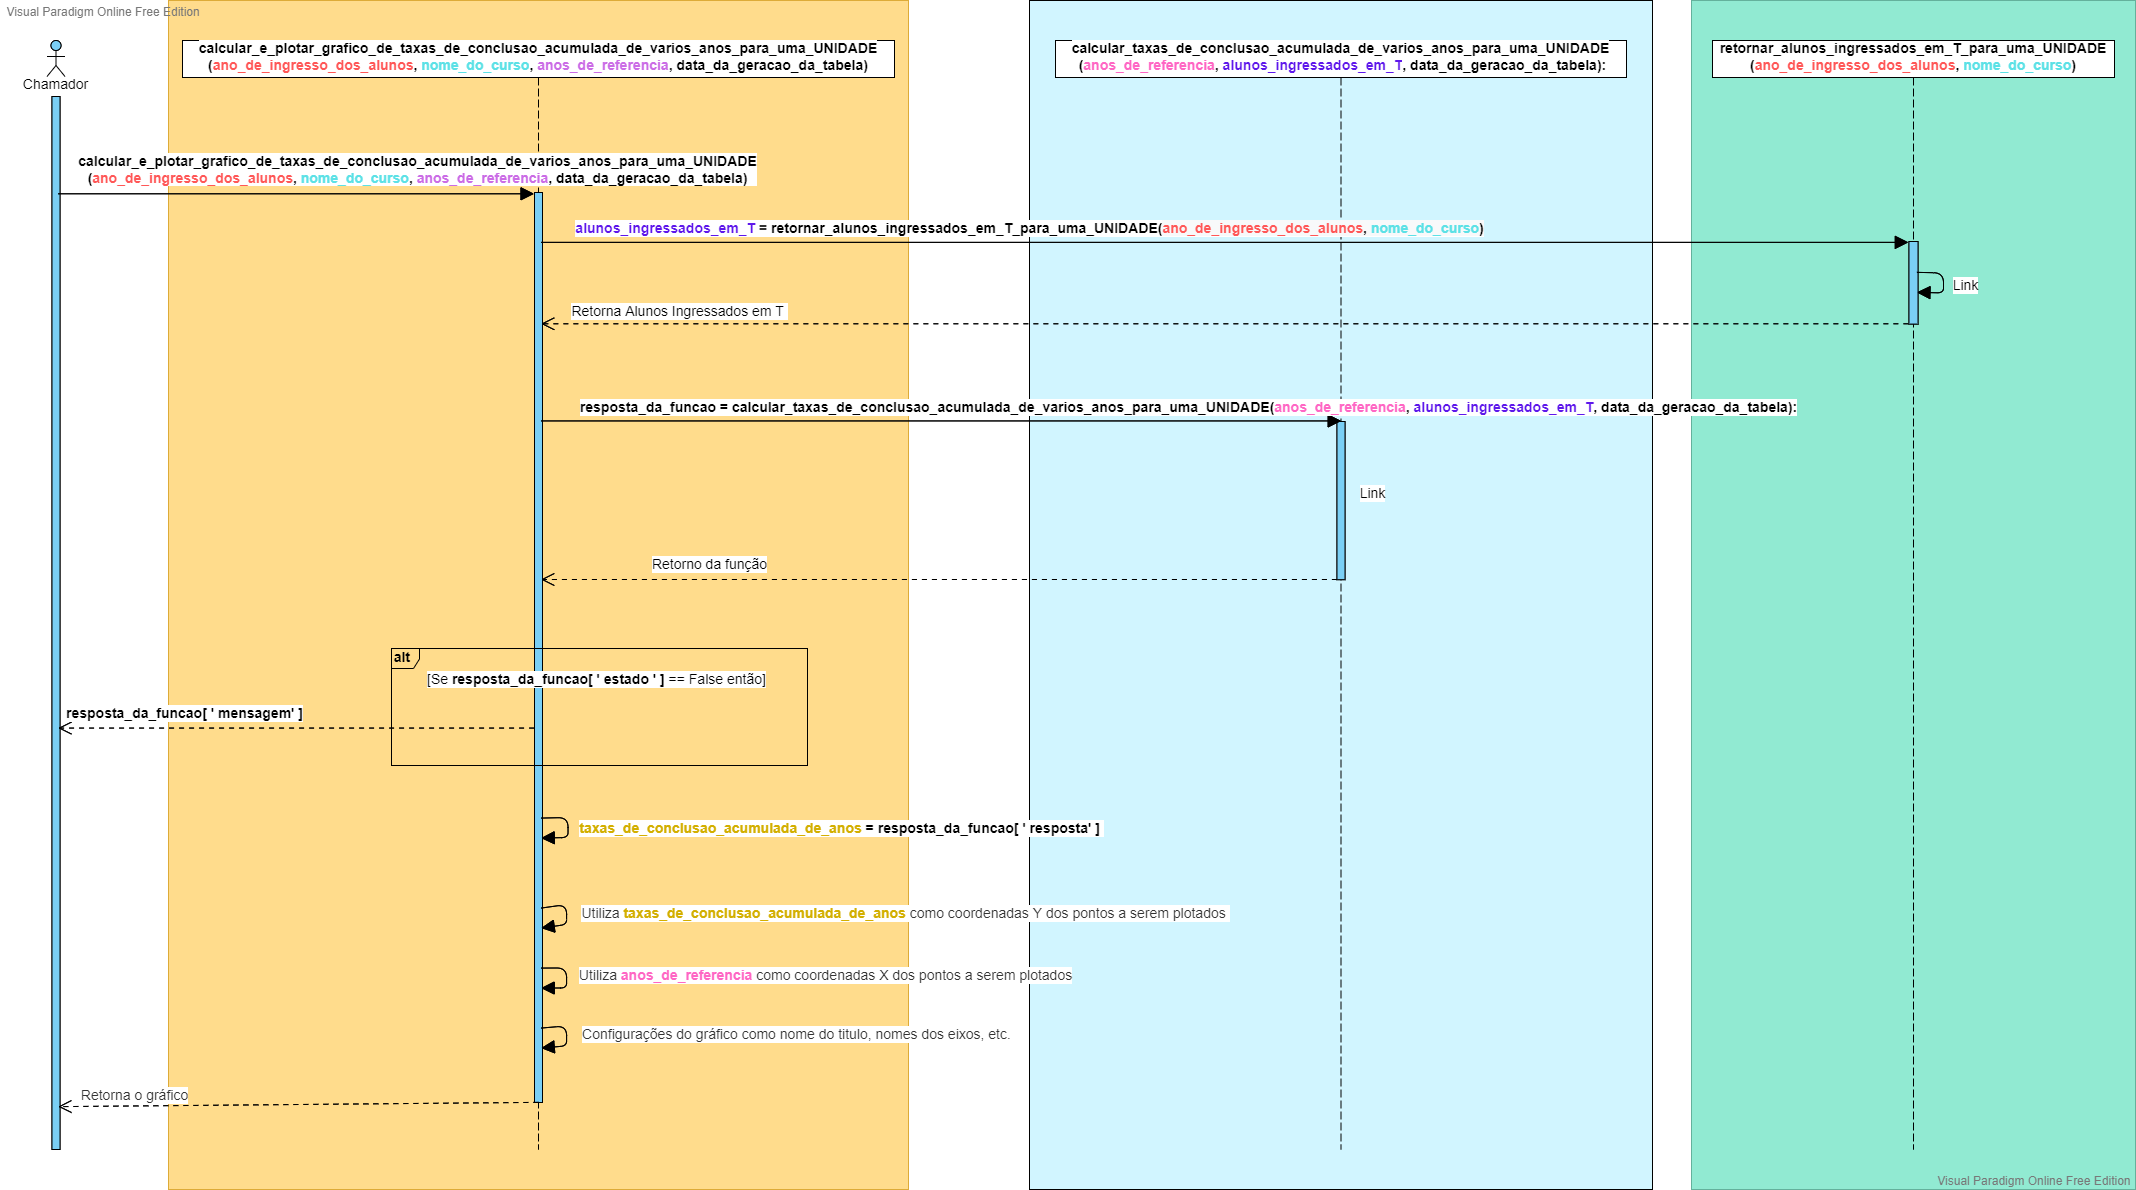 Visual Paradigm Online Free Edition
Chamador
calcular_e_plotar_grafico_de_taxas_de_conclusao_acumulada_de_varios_anos_para_uma_UNIDADE
(ano_de_ingresso_dos_alunos, nome_do_curso, anos_de_referencia, data_da_geracao_da_tabela)
calcular_taxas_de_conclusao_acumulada_de_varios_anos_para_uma_UNIDADE
(anos_de_referencia, alunos_ingressados_em_T, data_da_geracao_da_tabela):
retornar_alunos_ingressados_em_T_para_uma_UNIDADE
(ano_de_ingresso_dos_alunos, nome_do_curso)
calcular_e_plotar_grafico_de_taxas_de_conclusao_acumulada_de_varios_anos_para_uma_UNIDADE
(ano_de_ingresso_dos_alunos, nome_do_curso, anos_de_referencia, data_da_geracao_da_tabela)
alunos_ingressados_em_T = retornar_alunos_ingressados_em_T_para_uma_UNIDADE(ano_de_ingresso_dos_alunos, nome_do_curso)
Link
Retorna Alunos Ingressados em T
resposta_da_funcao = calcular_taxas_de_conclusao_acumulada_de_varios_anos_para_uma_UNIDADE(anos_de_referencia, alunos_ingressados_em_T, data_da_geracao_da_tabela):
Link
Retorno da função
alt
[Se resposta_da_funcao[ ' estado ' ] == False então]
resposta_da_funcao[ ' mensagem' ]
taxas_de_conclusao_acumulada_de_anos = resposta_da_funcao[ ' resposta' ]
Utiliza taxas_de_conclusao_acumulada_de_anos como coordenadas Y dos pontos a serem plotados
Utiliza anos_de_referencia como coordenadas X dos pontos a serem plotados
Configurações do gráfico como nome do titulo, nomes dos eixos, etc.
Retorna o gráfico
Visual Paradigm Online Free Edition